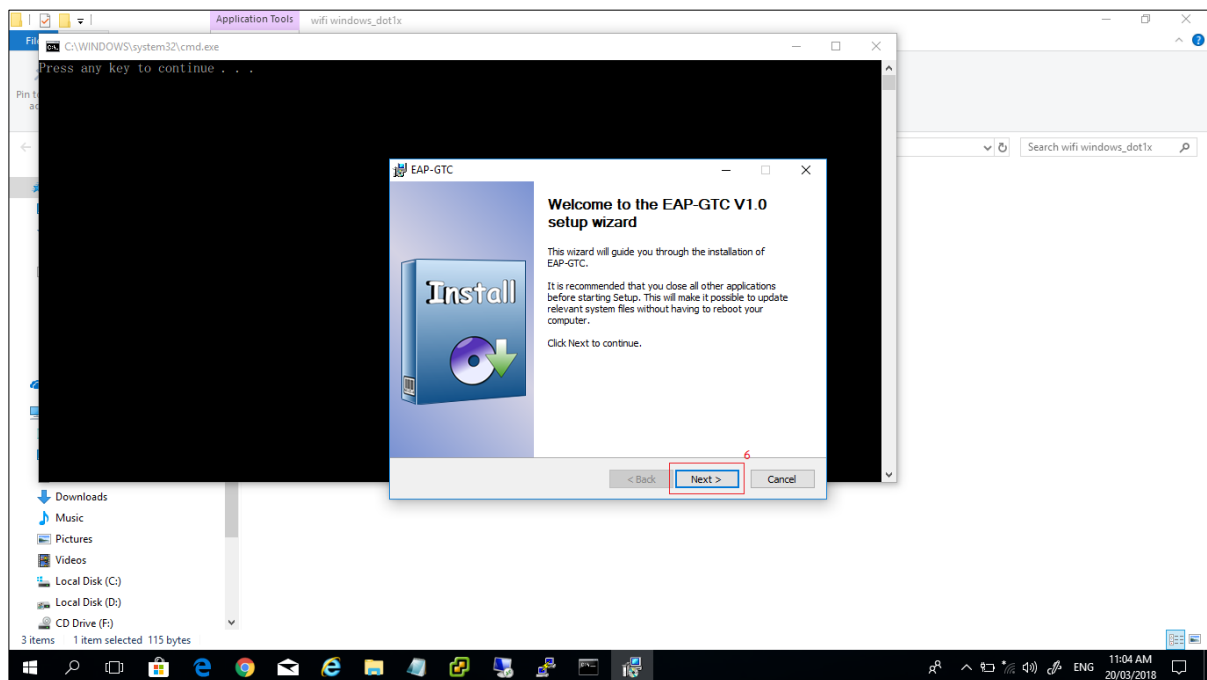 Application Tools
wifi windows_dot1x
File
C:\WINDOWS\system32\cmd.exe
Press any key to continue . . .
Pin to
Search wifi windows_dot1x
EAP-GTC
Welcome to the EAP-GTC V1.0
setup wizard
This wizard will guide you through the installation of
EAP-GTC.
It is recommended that you close all other applications
before starting Setup. This will make it possible to update
relevant system files without having to reboot your
computer.
Click Next to continue.
Install
6
< Back
Next >
Cancel
Downloads
Music
Pictures
Videos
Local Disk (C:)
Local Disk (D:)
CD Drive (F:)
3 items
1 item selected 115 bytes
ENG
11:04 AM
20/03/2018